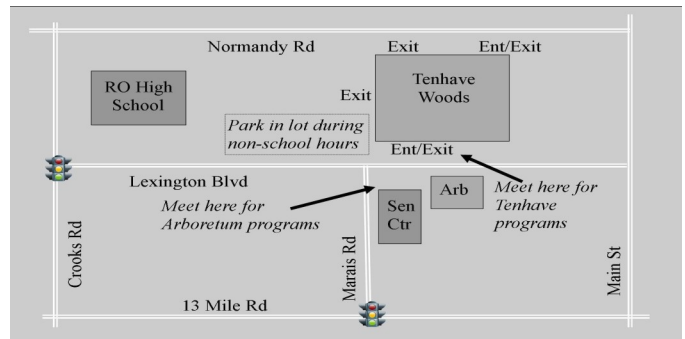 Normandy Rd
Exit
Ent/Exit
RO High
School
Exit
Tenhave
Woods
Park in lot during
non-school hours
Ent/Exit
Lexington Blvd
Meet here for
Arboretum programs
Sen
Ctr
Arb
Meet here for
Tenhave
programs
Crooks Rd
Marais Rd
Main St
13 Mile Rd